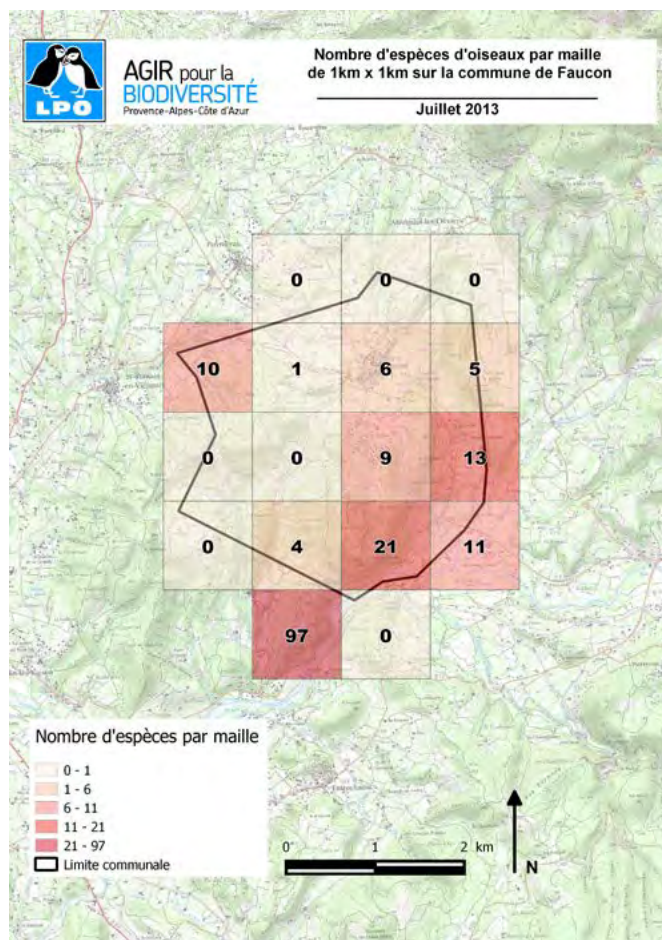 LPO
AGIR pour la
BIODIVERSITÉ
Provence-Alpes-Côte d'Azur
Nombre d'espèces d'oiseaux par maille
de 1km x 1km sur la commune de Faucon
Juillet 2013
0 0 0
10 1 6 5
0 0 9 13
0 4 21 11
97 0
Nombre d'espèces par maille
0 - 1
1 - 6
6 - 11
11 - 21
21 - 97
Limite communale
0 1 2 km
N